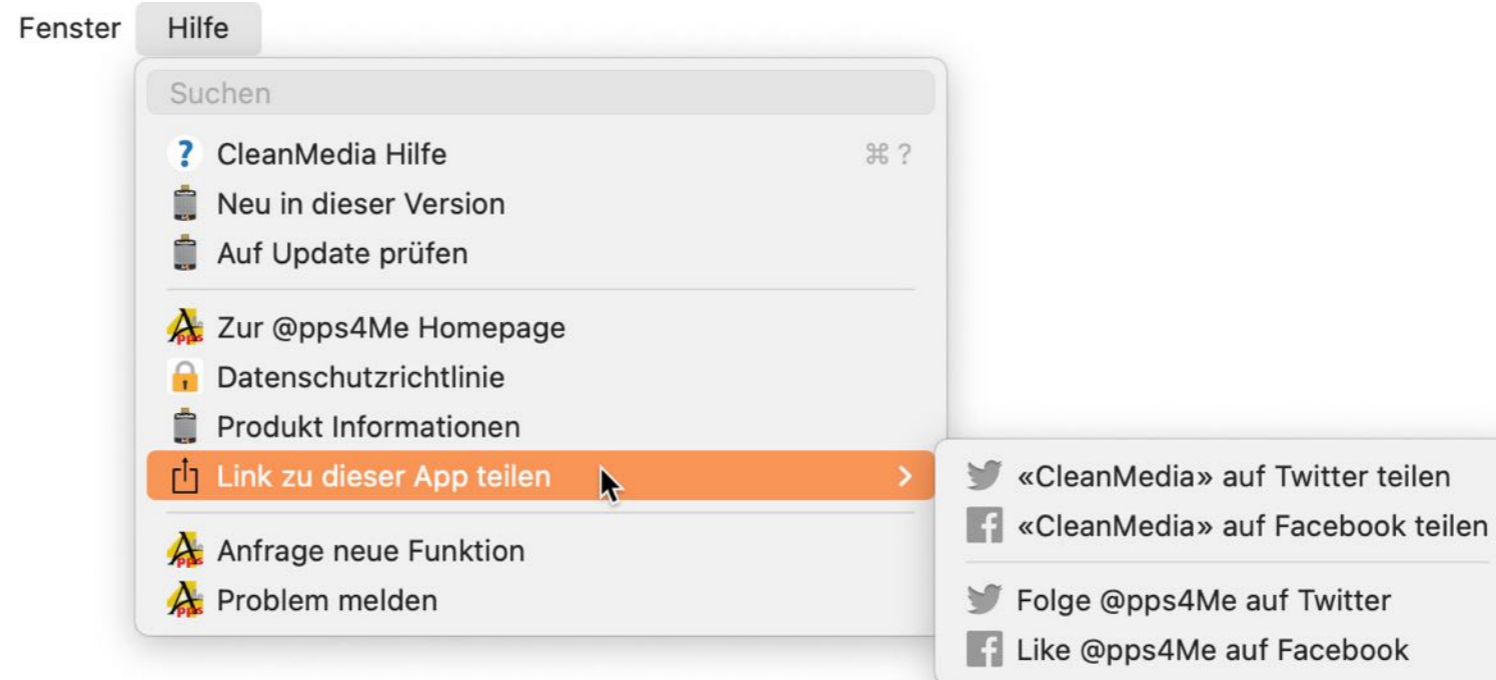 Fenster Hilfe
Suchen
CleanMedia Hilfe ⌘ ?
Neu in dieser Version
Auf Update prüfen
Zur @pps4Me Homepage
Datenschutzrichtlinie
Produkt Informationen
Link zu dieser App teilen
Anfrage neue Funktion
Problem melden
«CleanMedia» auf Twitter teilen
«CleanMedia» auf Facebook teilen
Folge @pps4Me auf Twitter
Like @pps4Me auf Facebook